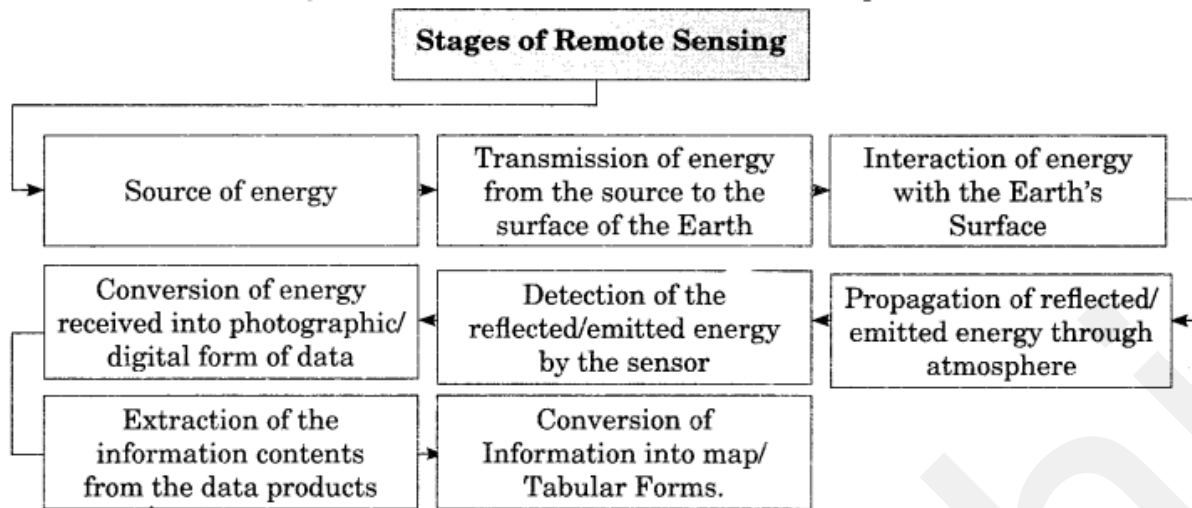 Stages of Remote Sensing
Source of energy
Transmission of energy
from the source to the
surface of the Earth
Interaction of energy
with the Earth's
Surface
Propagation of reflected/
emitted energy through
atmosphere
Detection of the
reflected/emitted energy
by the sensor
Conversion of energy
received into photographic/
digital form of data
Extraction of the
information contents
from the data products
Conversion of
Information into map/
Tabular Forms.